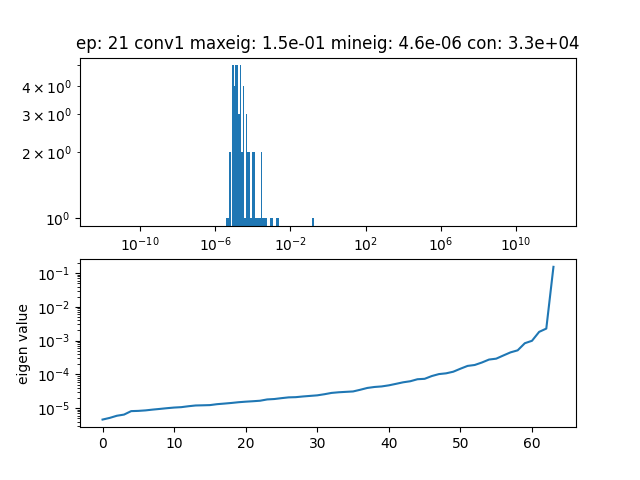 ep: 21 conv1 maxeig: 1.5e-01 mineig: 4.6e-06 con: 3.3e+04
4 × 10⁰
3 × 10⁰
2 × 10⁰
10⁰
10⁻¹⁰ 10⁻⁶ 10⁻² 10² 10⁶ 10¹⁰
10⁻¹
10⁻²
10⁻³
10⁻⁴
10⁻⁵
eigen value
0 10 20 30 40 50 60